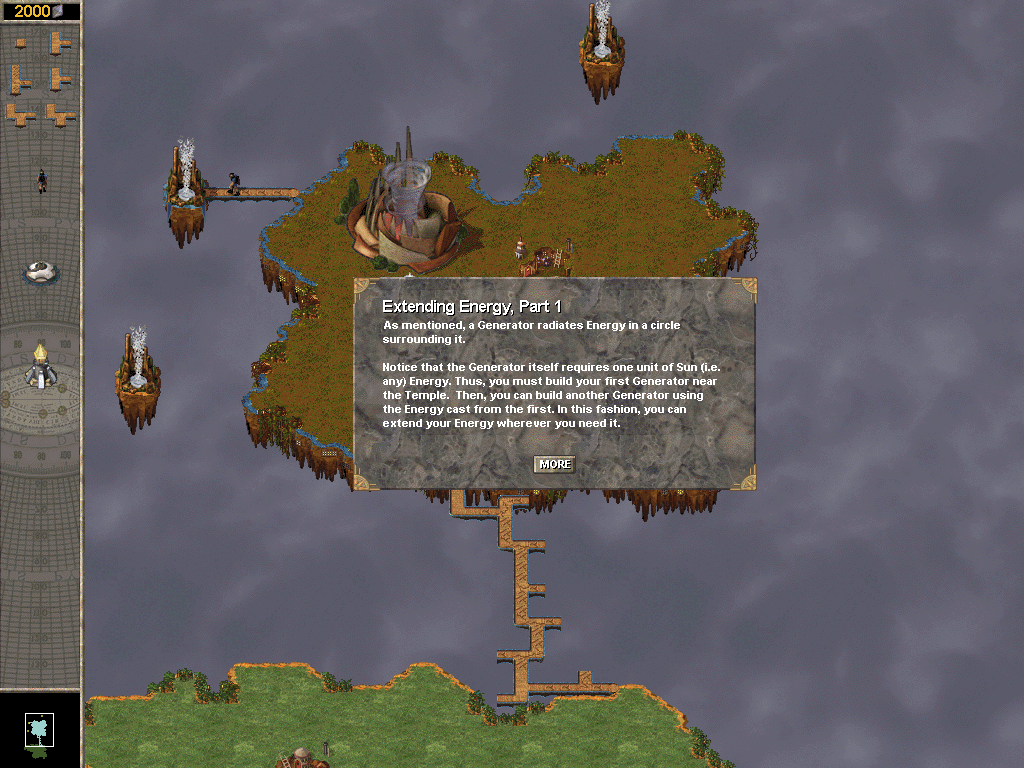 2000
Extending Energy, Part 1
As mentioned, a Generator radiates Energy in a circle
surrounding it.
Notice that the Generator itself requires one unit of Sun (i.e.
any) Energy. Thus, you must build your first Generator near
the Temple. Then, you can build another Generator using
the Energy cast from the first. In this fashion, you can
extend your Energy wherever you need it.
MORE